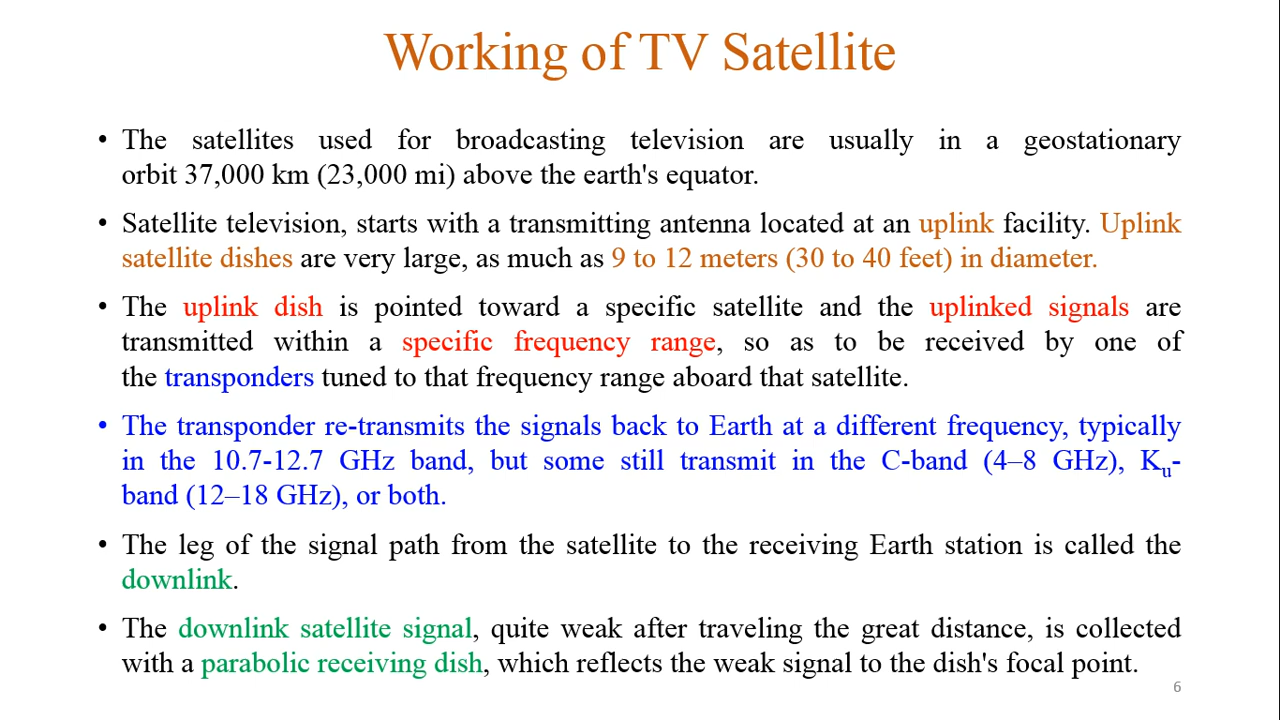 Working of TV Satellite
• The satellites used for broadcasting television are usually in a geostationary
orbit 37,000 km (23,000 mi) above the earth's equator.
• Satellite television, starts with a transmitting antenna located at an uplink facility. Uplink
satellite dishes are very large, as much as 9 to 12 meters (30 to 40 feet) in diameter.
• The uplink dish is pointed toward a specific satellite and the uplinked signals are
transmitted within a specific frequency range, so as to be received by one of
the transponders tuned to that frequency range aboard that satellite.
• The transponder re-transmits the signals back to Earth at a different frequency, typically
in the 10.7-12.7 GHz band, but some still transmit in the C-band (4–8 GHz), Ku-
band (12–18 GHz), or both.
• The leg of the signal path from the satellite to the receiving Earth station is called the
downlink.
• The downlink satellite signal, quite weak after traveling the great distance, is collected
with a parabolic receiving dish, which reflects the weak signal to the dish's focal point.
6